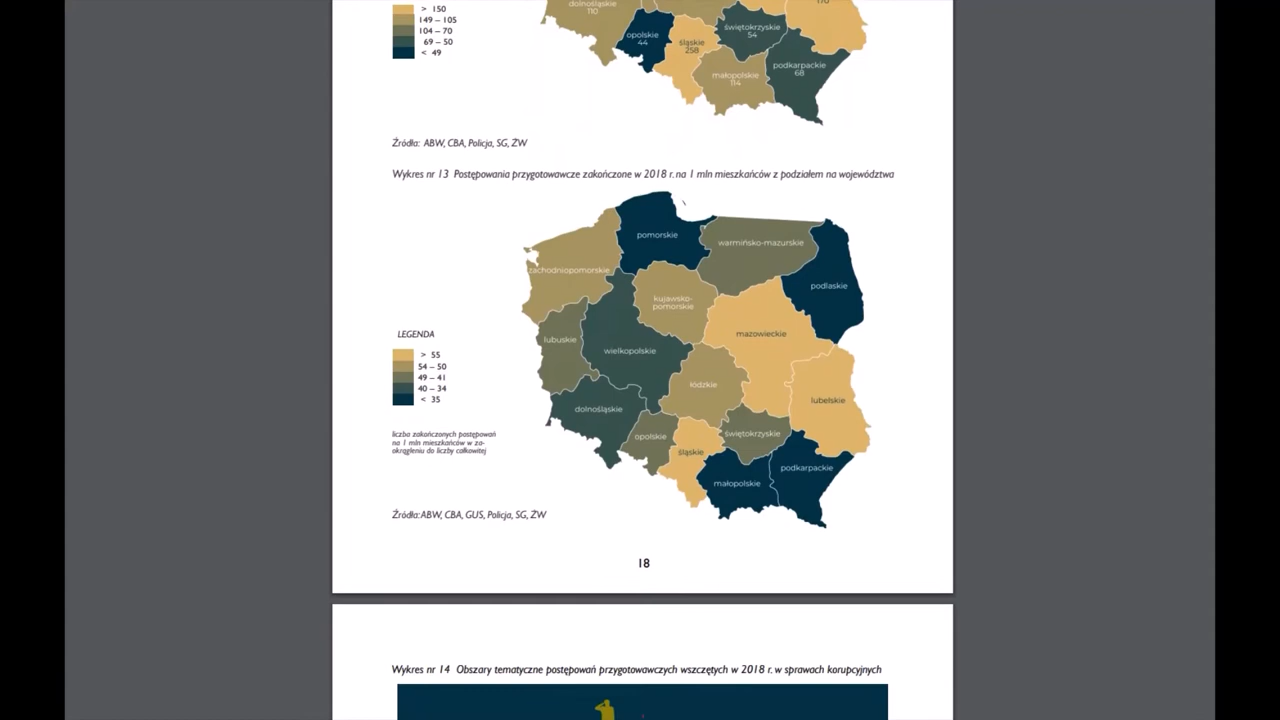 dolnośląskie
110
170
> 150
149 – 105
104 – 70
69 – 50
< 49
opolskie
44
śląskie
258
świętokrzyskie
54
małopolskie
114
podkarpackie
68
Źródła: ABW, CBA, Policja, SG, ŻW
Wykres nr 13 Postępowania przygotowawcze zakończone w 2018 r. na 1 mln mieszkańców z podziałem na województwa
pomorskie
warmińsko-mazurskie
zachodniopomorskie
podlaskie
kujawsko-
pomorskie
mazowieckie
lubuskie
wielkopolskie
łódzkie
lubelskie
dolnośląskie
opolskie
świętokrzyskie
śląskie
podkarpackie
małopolskie
LEGENDA
> 55
54 – 50
49 – 41
40 – 34
< 35
liczba zakończonych postępowań
na 1 mln mieszkańców w za-
okrągleniu do liczby całkowitej
Źródła: ABW, CBA, GUS, Policja, SG, ŻW
18
Wykres nr 14 Obszary tematyczne postępowań przygotowawczych wszczętych w 2018 r. w sprawach korupcyjnych